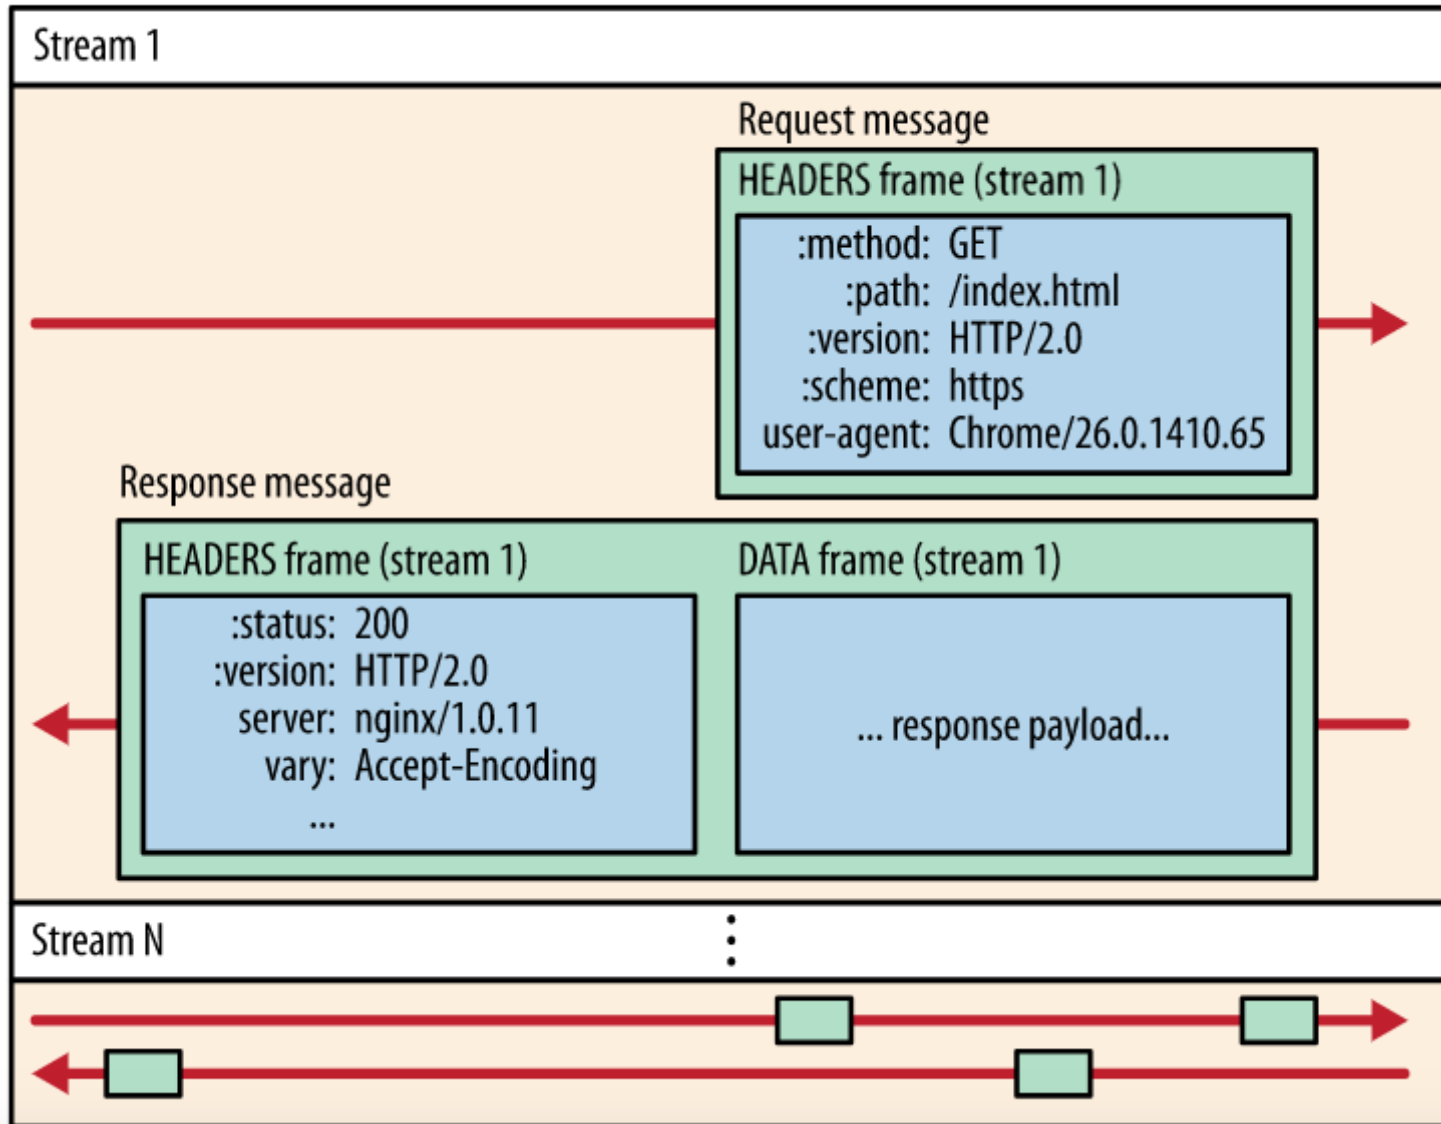 Stream 1
Request message
HEADERS frame (stream 1)
:method: GET
:path: /index.html
:version: HTTP/2.0
:scheme: https
user-agent: Chrome/26.0.1410.65
Response message
HEADERS frame (stream 1)
:status: 200
:version: HTTP/2.0
server: nginx/1.0.11
vary: Accept-Encoding
...
DATA frame (stream 1)
... response payload...
Stream N